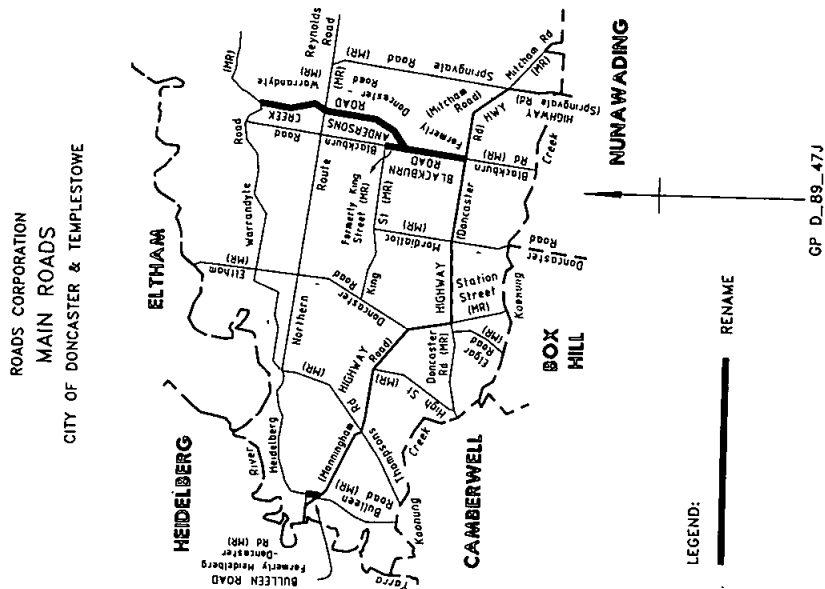 ROADS CORPORATION
MAIN ROADS
CITY OF DONCASTER & TEMPLESTOWE
ELTHAM
HEIDELBERG
NUNAWADING
BOX
HILL
CAMBERWELL
(MR)
Warrandyte
(MR)
Reynolds
Road
Doncaster
Road
(MR)
Springvale
Road
(MR)
Mitcham Rd
(MR)
(Springvale Rd)
HIGHWAY
Formerly
(Mitcham
Road)
Rd) HWY
ANDERSONS
CREEK
ROAD
Blackburn
Road
BLACKBURN
ROAD
Blackburn
Rd (MR)
Creek
Warrandyte
Road
Route
Northern
Formerly King
Street (MR)
King
St (MR)
Mordialloc
(MR)
Doncaster
Road
(Doncaster
HIGHWAY
Eltham
(MR)
Doncaster
Road
Station
Street
(MR)
Koonung
Doncaster
Rd (MR)
Elgar
Road
(MR)
High
St
(MR)
HIGHWAY
Road)
(Manningham
Thompsons
Rd
(MR)
Creek
Heidelberg
River
Bulleen
Road (MR)
Koonung
Yarra
BULLEEN ROAD
Formerly Heidelberg
-Doncaster
Rd (MR)
LEGEND:
RENAME
GP D_89_47J